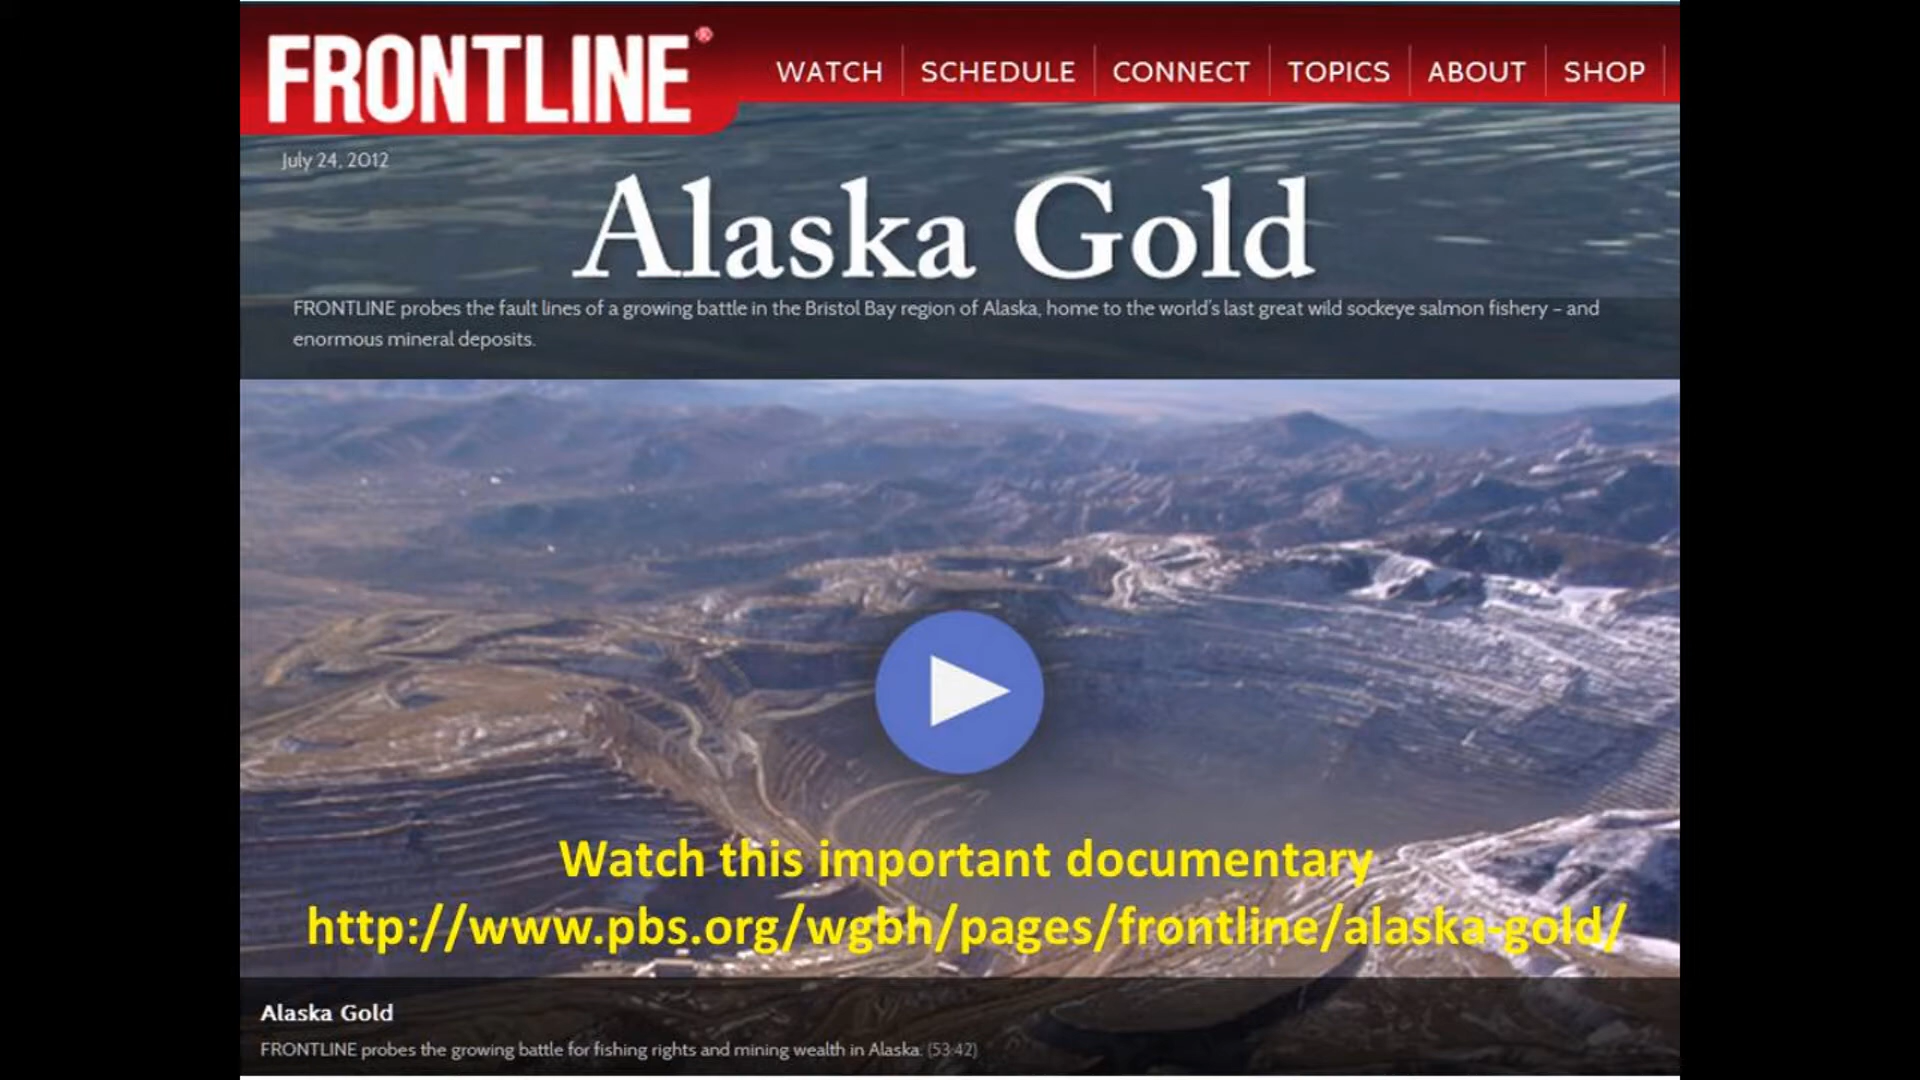 FRONTLINE®
WATCH
SCHEDULE
CONNECT
TOPICS
ABOUT
SHOP
July 24, 2012
Alaska Gold
FRONTLINE probes the fault lines of a growing battle in the Bristol Bay region of Alaska, home to the world's last great wild sockeye salmon fishery – and
enormous mineral deposits.
Watch this important documentary
http://www.pbs.org/wgbh/pages/frontline/alaska-gold/
Alaska Gold
FRONTLINE probes the growing battle for fishing rights and mining wealth in Alaska. (53:42)